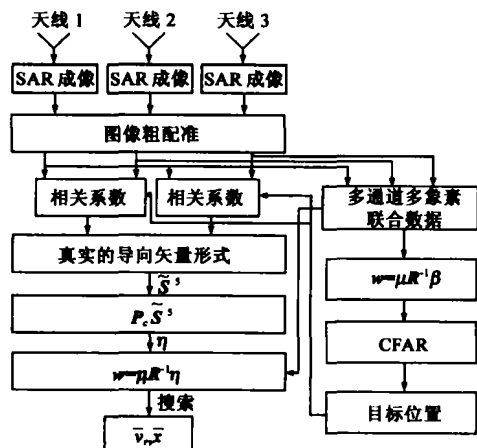 天线 1 天线 2 天线 3
SAR 成像 SAR 成像 SAR 成像
图像粗配准
相关系数 相关系数
多通道多象素
联合数据
真实的导向矢量形式
S̃ˢ
w=μR⁻¹β
P_c S̃ˢ
η
CFAR
w=μR⁻¹η
搜索
目标位置